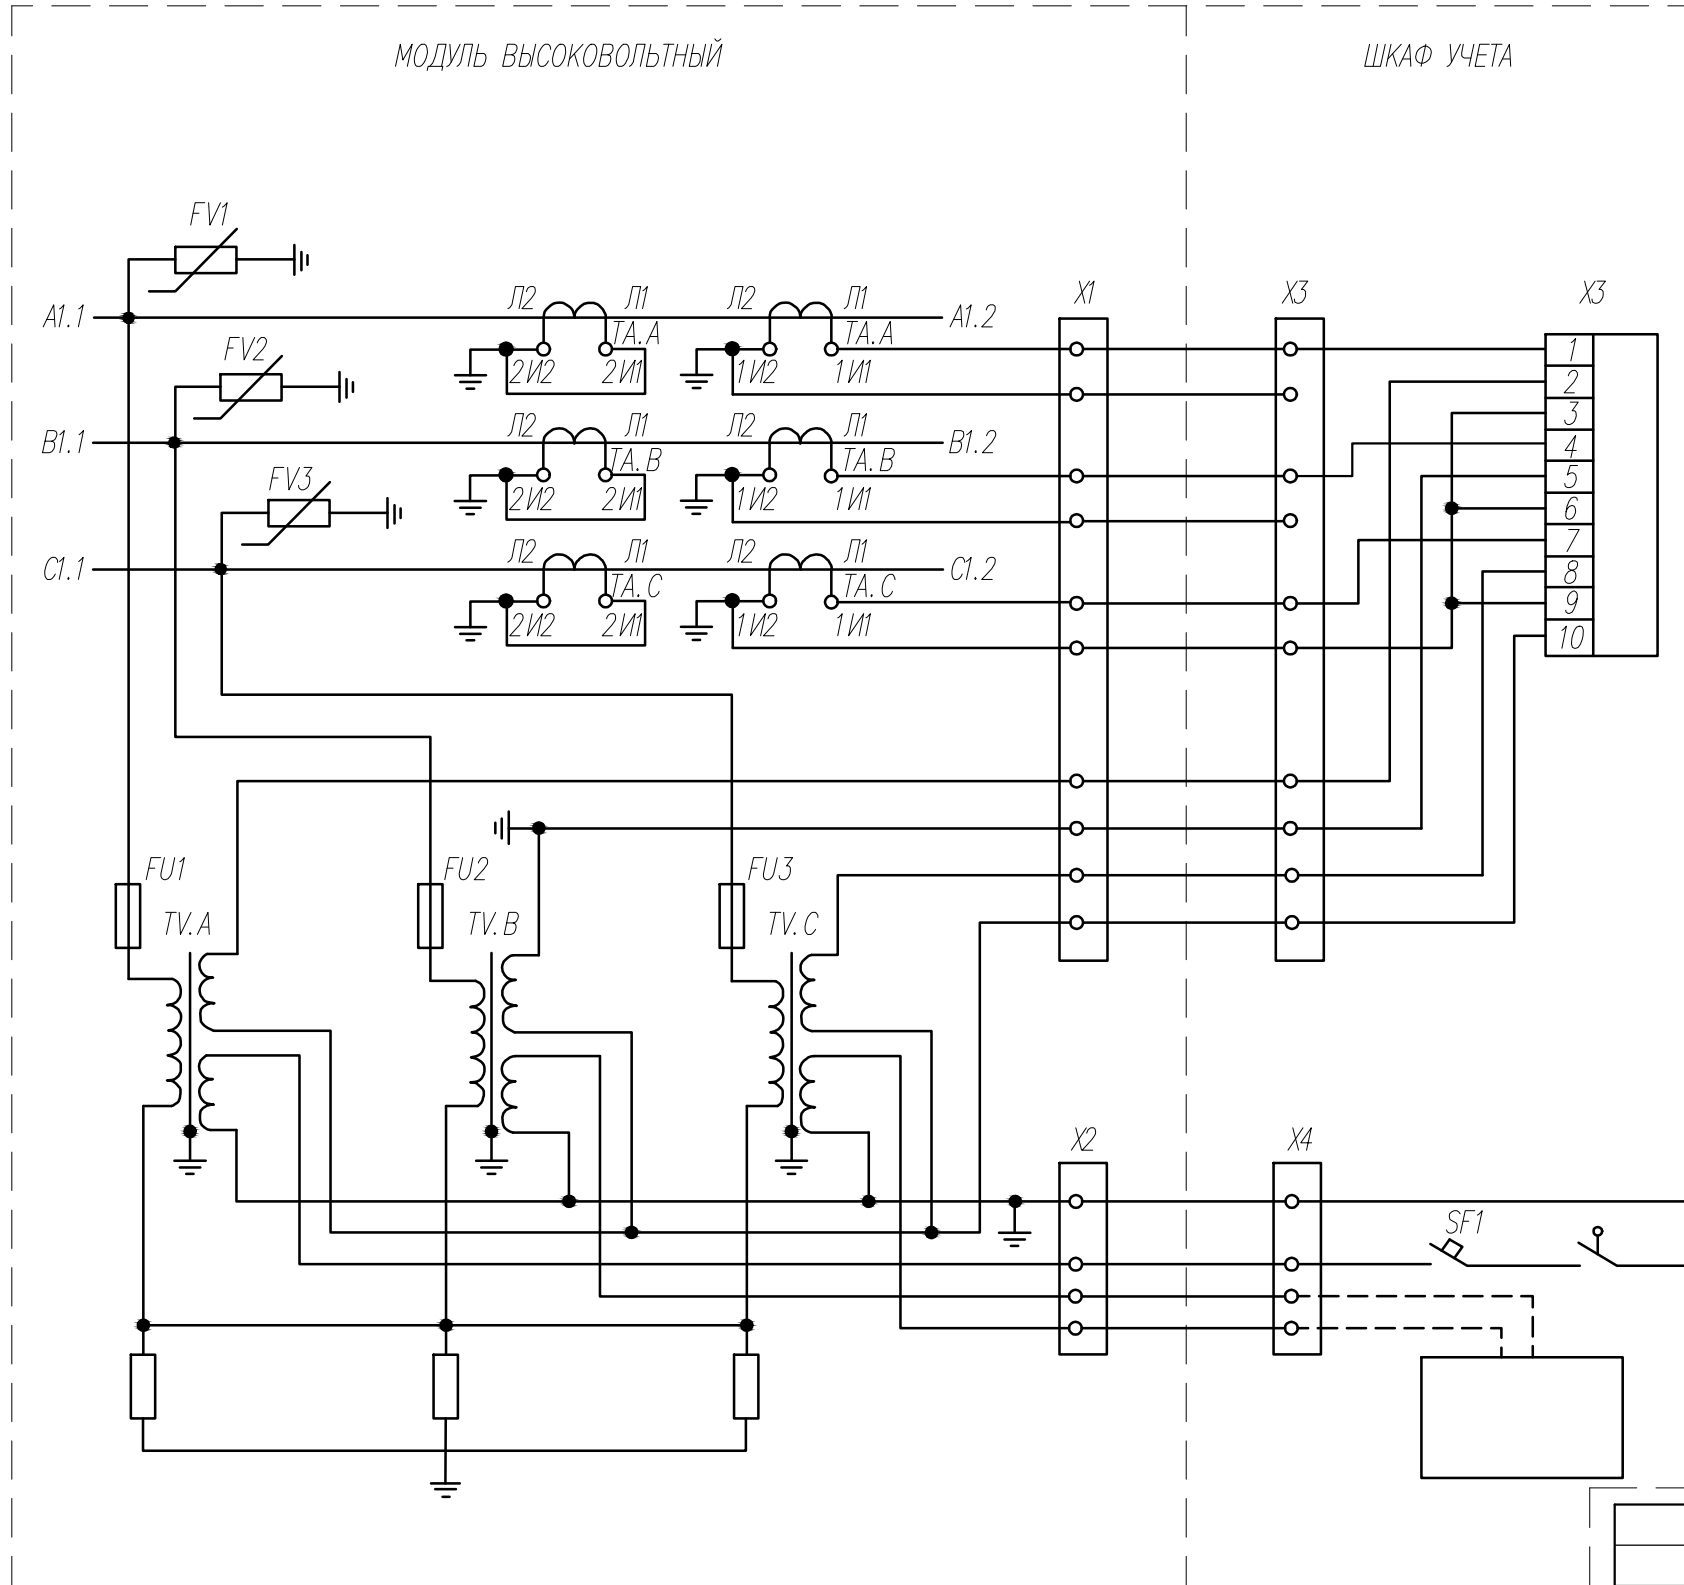 МОДУЛЬ ВЫСОКОВОЛЬТНЫЙ
ШКАФ УЧЕТА
FV1
A1.1
Л2
Л1
Л2
Л1
A1.2
X1
X3
X3
TA.A
TA.A
2И2
2И1
1И2
1И1
FV2
B1.1
Л2
Л1
Л2
Л1
B1.2
TA.B
TA.B
2И2
2И1
1И2
1И1
FV3
C1.1
Л2
Л1
Л2
Л1
C1.2
TA.C
TA.C
2И2
2И1
1И2
1И1
1
2
3
4
5
6
7
8
9
10
FU1
FU2
FU3
TV.A
TV.B
TV.C
X2
X4
SF1